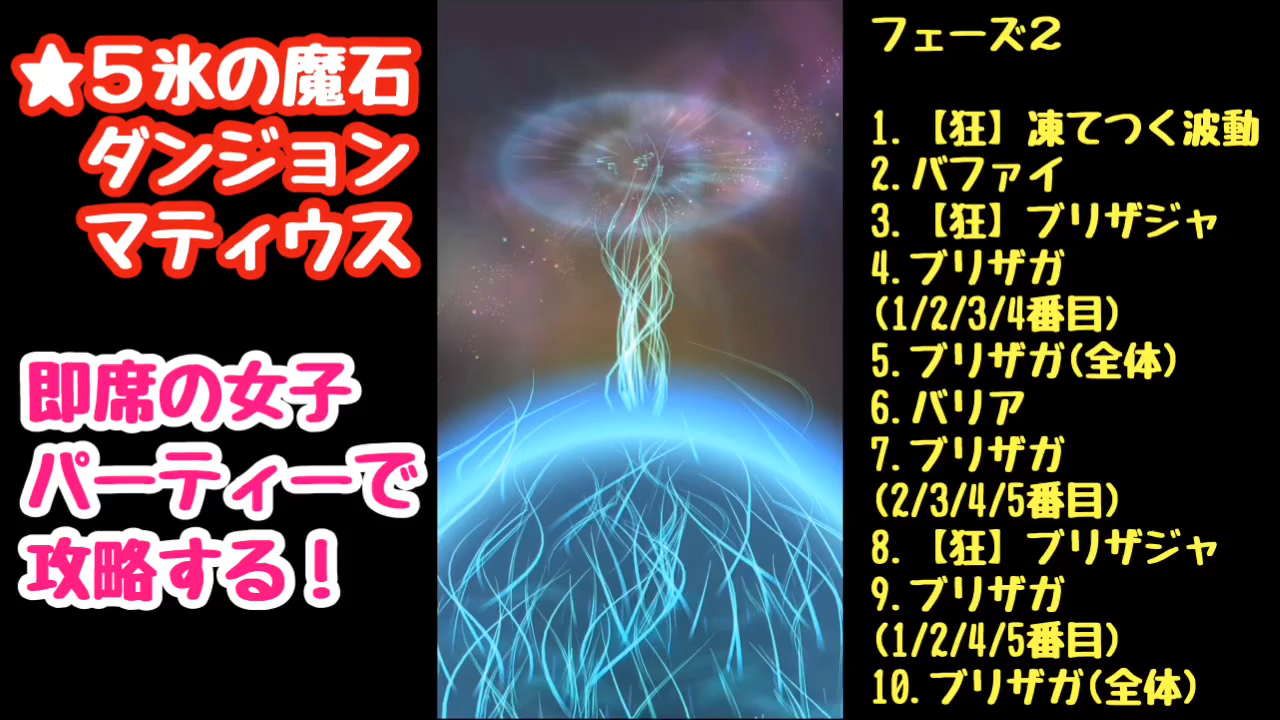 ★5氷の魔石
ダンジョン
マティウス
即席の女子
パーティーで
攻略する！
フェーズ2
1.【狂】凍てつく波動
2.バファイ
3.【狂】ブリザジャ
4.ブリザガ
(1/2/3/4番目)
5.ブリザガ(全体)
6.バリア
7.ブリザガ
(2/3/4/5番目)
8.【狂】ブリザジャ
9.ブリザガ
(1/2/4/5番目)
10.ブリザガ(全体)